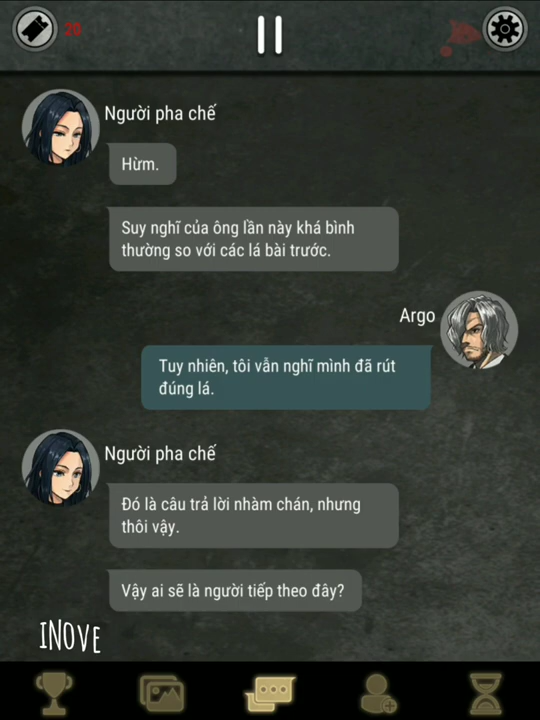 20
Người pha chế
Hừm.
Suy nghĩ của ông lần này khá bình
thường so với các lá bài trước.
Argo
Tuy nhiên, tôi vẫn nghĩ mình đã rút
đúng lá.
Người pha chế
Đó là câu trả lời nhàm chán, nhưng
thôi vậy.
Vậy ai sẽ là người tiếp theo đây?
INOVE